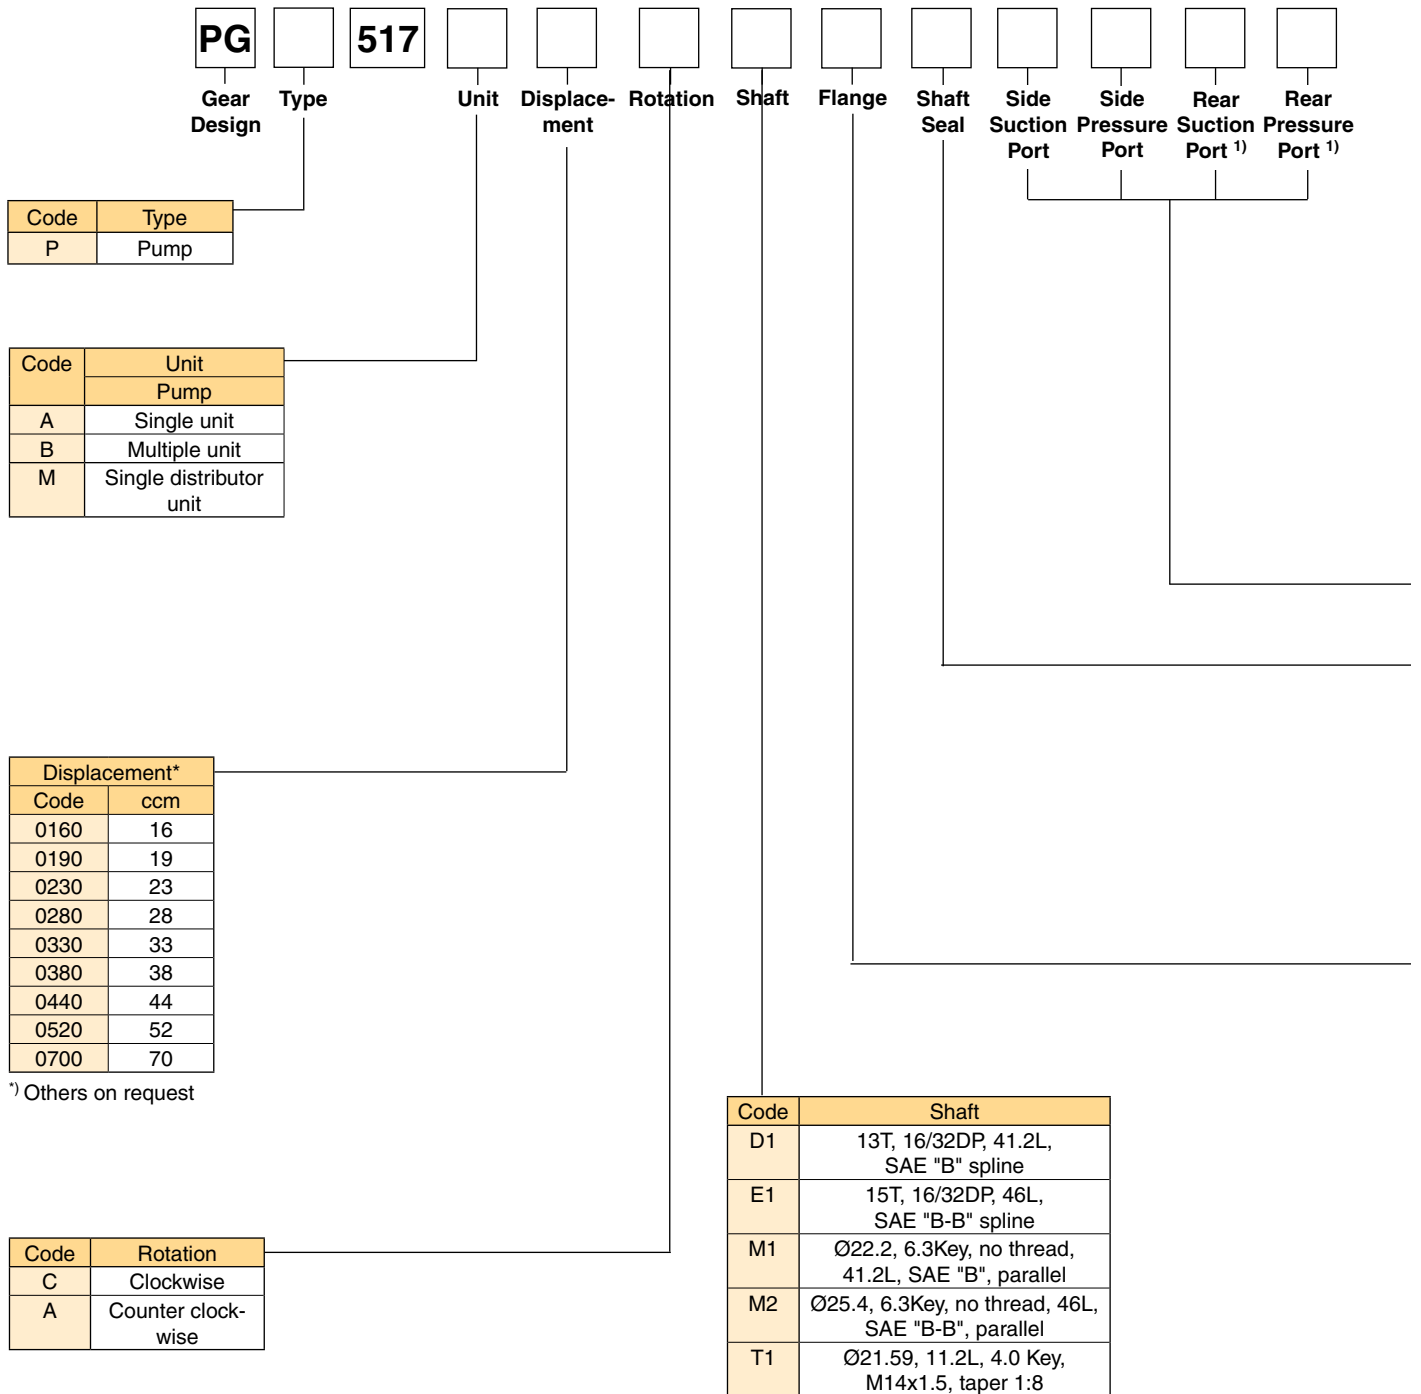 PG 517
Gear Design
Type
Unit
Displace-
ment
Rotation
Shaft
Flange
Shaft
Seal
Side
Suction
Port
Side
Pressure
Port
Rear
Suction
Port 1)
Rear
Pressure
Port 1)
Code Type
P Pump
Code Unit
Pump
A Single unit
B Multiple unit
M Single distributor
unit
Displacement*
Code ccm
0160 16
0190 19
0230 23
0280 28
0330 33
0380 38
0440 44
0520 52
0700 70
*) Others on request
Code Rotation
C Clockwise
A Counter clock-
wise
Code Shaft
D1 13T, 16/32DP, 41.2L,
SAE "B" spline
E1 15T, 16/32DP, 46L,
SAE "B-B" spline
M1 Ø22.2, 6.3Key, no thread,
41.2L, SAE "B", parallel
M2 Ø25.4, 6.3Key, no thread, 46L,
SAE "B-B", parallel
T1 Ø21.59, 11.2L, 4.0 Key,
M14x1.5, taper 1:8